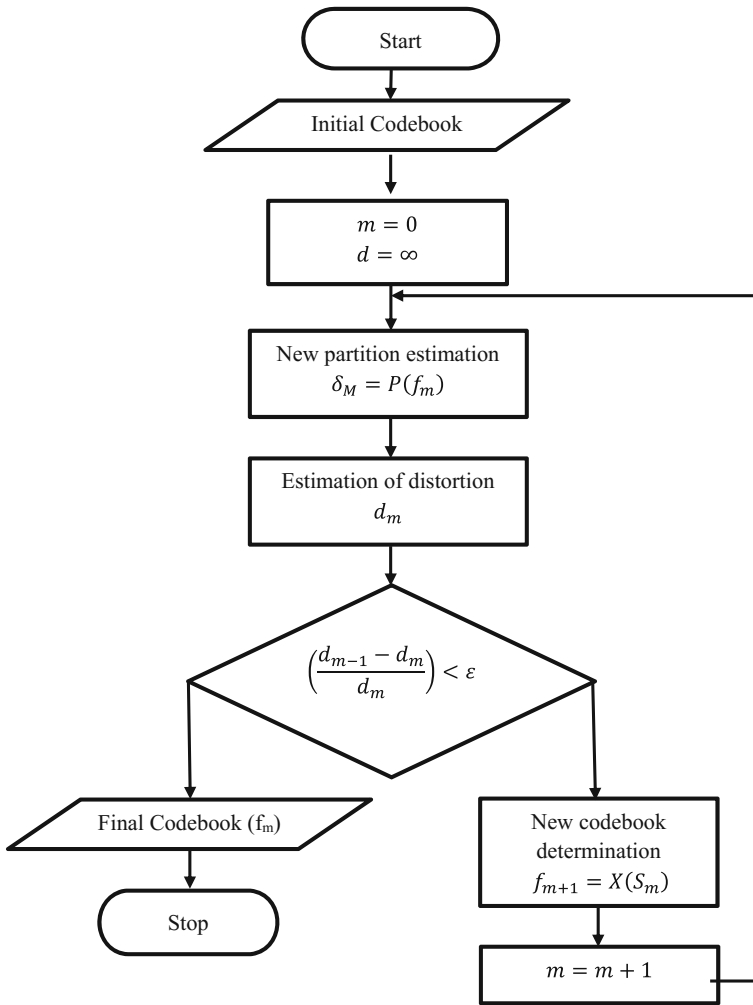 Start
Initial Codebook
m = 0
d = ∞
New partition estimation
δ_M = P(f_m)
Estimation of distortion
d_m
((d_{m−1} − d_m) / d_m) < ε
Final Codebook (f_m)
Stop
New codebook
determination
f_{m+1} = X(S_m)
m = m + 1